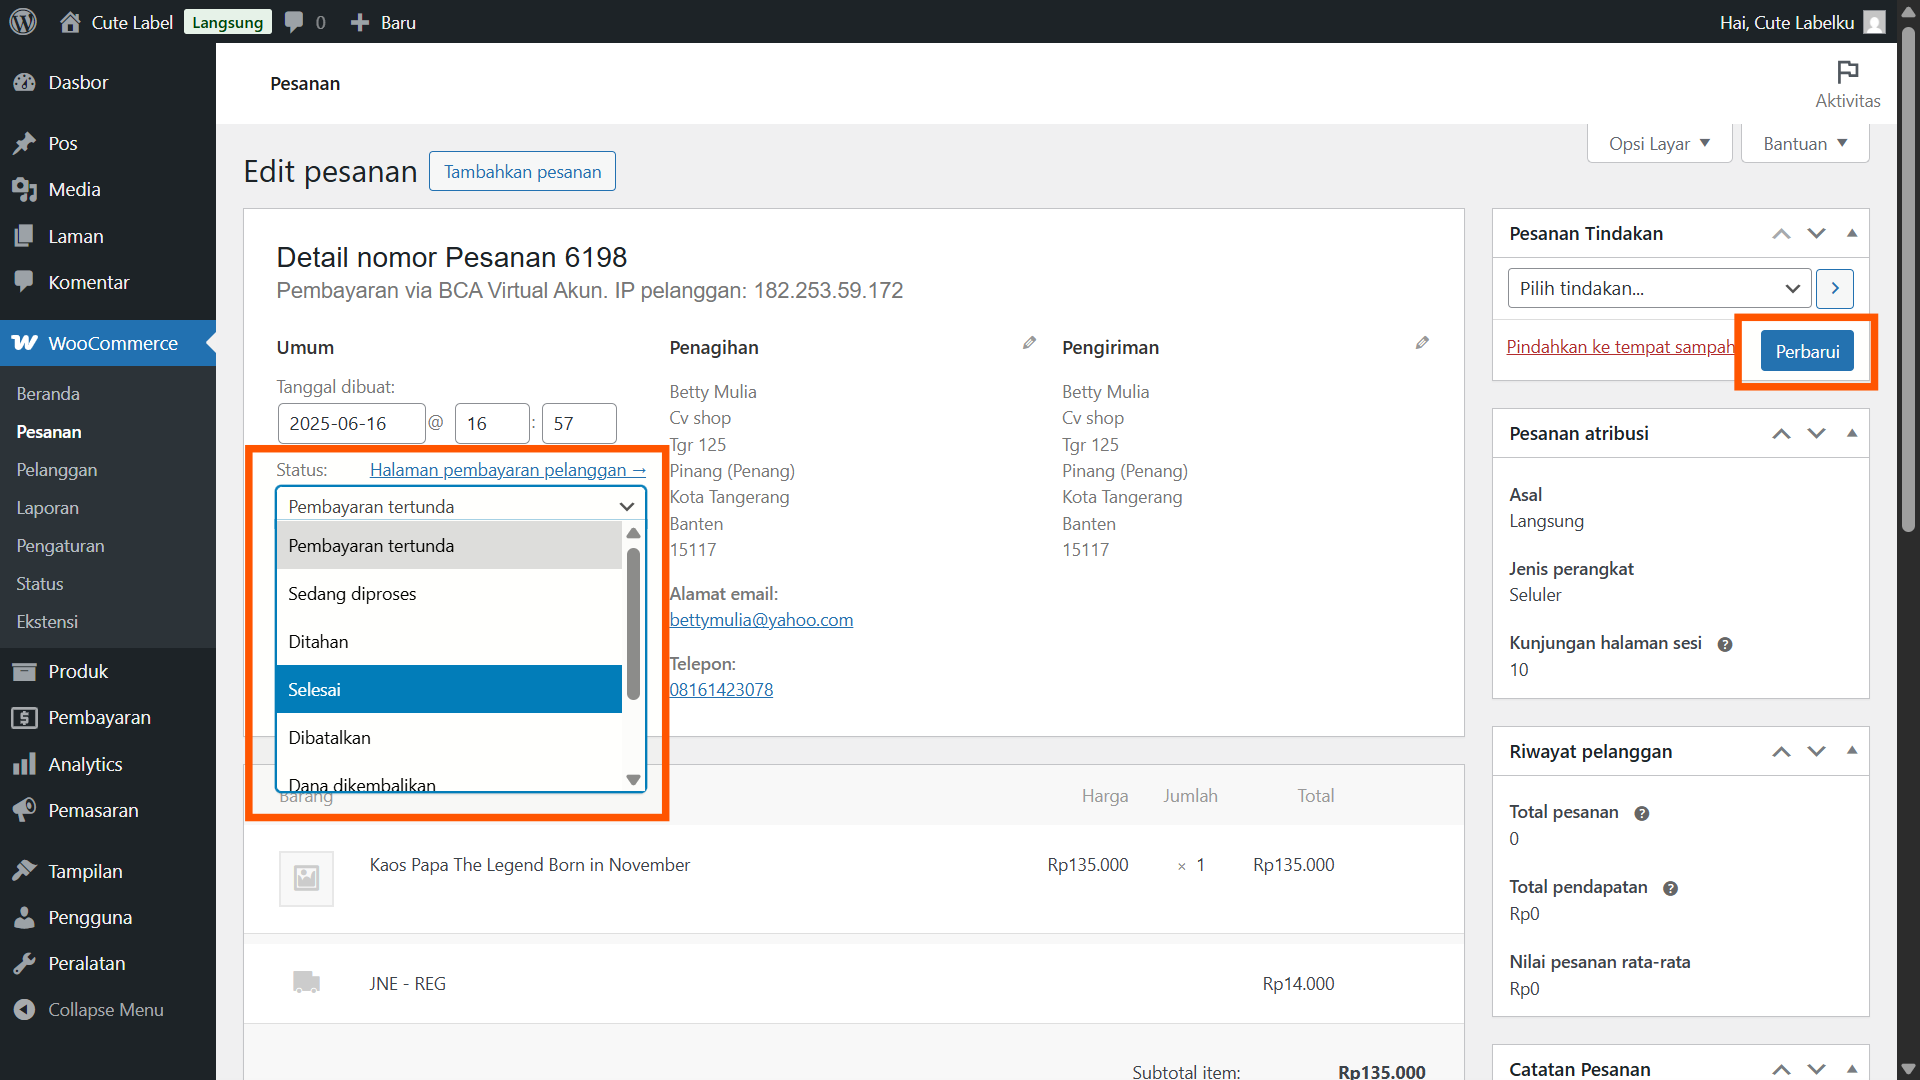 Cute Label
Langsung
0
Baru
Hai, Cute Labelku
Dasbor
Pos
Media
Laman
Komentar
WooCommerce
Beranda
Pesanan
Pelanggan
Laporan
Pengaturan
Status
Ekstensi
Produk
Pembayaran
Analytics
Pemasaran
Tampilan
Pengguna
Peralatan
Collapse Menu
Pesanan
Aktivitas
Opsi Layar
Bantuan
Edit pesanan
Tambahkan pesanan
Detail nomor Pesanan 6198
Pembayaran via BCA Virtual Akun. IP pelanggan: 182.253.59.172
Umum
Tanggal dibuat:
2025-06-16 @ 16 : 57
Status: Halaman pembayaran pelanggan →
Pembayaran tertunda
Pembayaran tertunda
Sedang diproses
Ditahan
Selesai
Dibatalkan
Dana dikembalikan
Penagihan
Betty Mulia
Cv shop
Tgr 125
Pinang (Penang)
Kota Tangerang
Banten
15117
Alamat email:
bettymulia@yahoo.com
Telepon:
08161423078
Pengiriman
Betty Mulia
Cv shop
Tgr 125
Pinang (Penang)
Kota Tangerang
Banten
15117
Barang Harga Jumlah Total
Kaos Papa The Legend Born in November Rp135.000 × 1 Rp135.000
JNE - REG Rp14.000
Subtotal item: Rp135.000
Pesanan Tindakan
Pilih tindakan...
Pindahkan ke tempat sampah
Perbarui
Pesanan atribusi
Asal
Langsung
Jenis perangkat
Seluler
Kunjungan halaman sesi
10
Riwayat pelanggan
Total pesanan
0
Total pendapatan
Rp0
Nilai pesanan rata-rata
Rp0
Catatan Pesanan